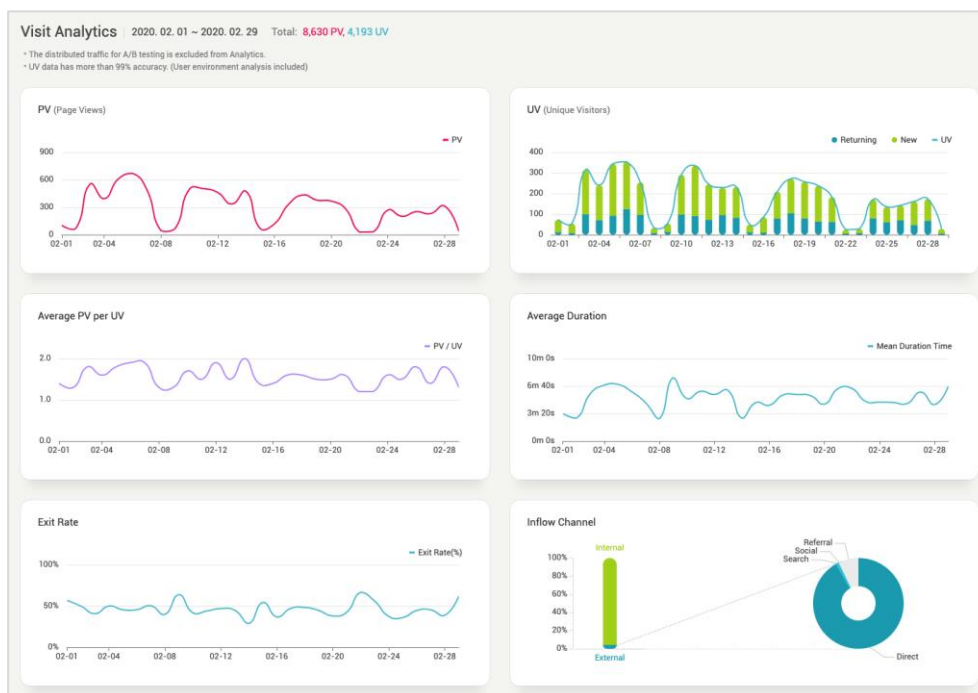 Visit Analytics 2020. 02. 01 ~ 2020. 02. 29 Total: 8,630 PV, 4,193 UV
* The distributed traffic for A/B testing is excluded from Analytics.
* UV data has more than 99% accuracy. (User environment analysis included)
PV (Page Views)
PV
900
600
300
0
02-01 02-04 02-08 02-12 02-16 02-20 02-24 02-28
UV (Unique Visitors)
Returning New UV
400
300
200
100
0
02-01 02-04 02-07 02-10 02-13 02-16 02-19 02-22 02-25 02-28
Average PV per UV
PV / UV
2.0
1.0
0.0
02-01 02-04 02-08 02-12 02-16 02-20 02-24 02-28
Average Duration
Mean Duration Time
10m 0s
6m 40s
3m 20s
0m 0s
02-01 02-04 02-08 02-12 02-16 02-20 02-24 02-28
Exit Rate
Exit Rate(%)
100%
50%
0%
02-01 02-04 02-08 02-12 02-16 02-20 02-24 02-28
Inflow Channel
Internal
100%
80%
60%
40%
20%
0%
External
Referral
Social
Search
Direct